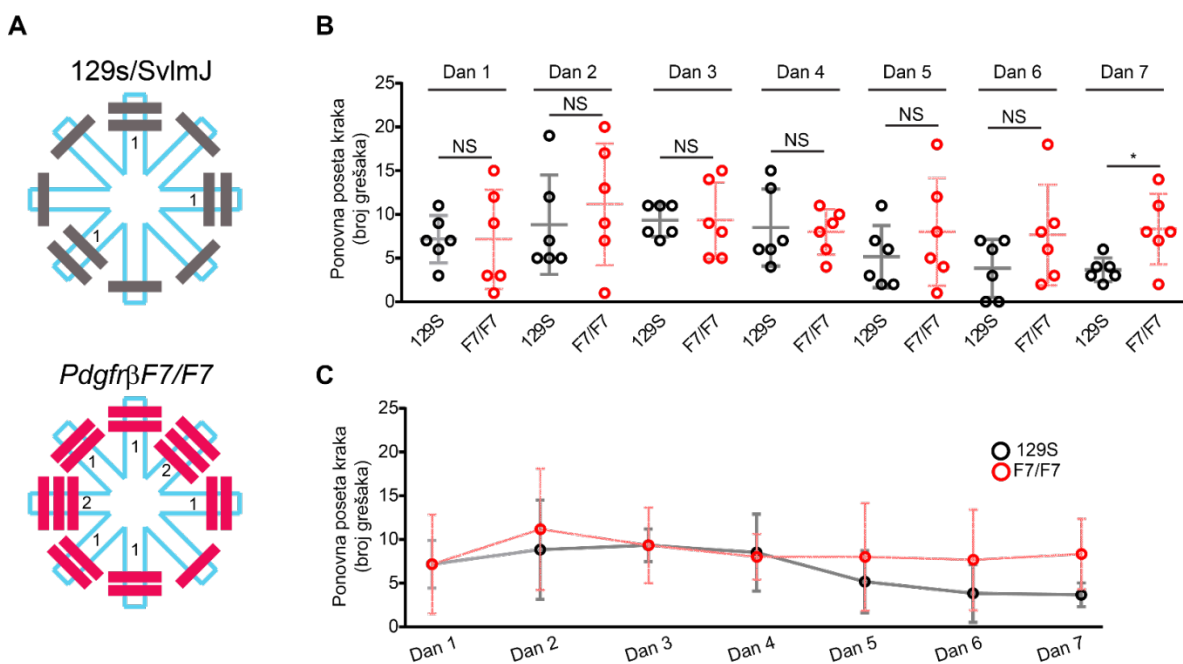 A
129s/SvlmJ
1
1
1
PdgfrβF7/F7
1
1
2
2
1
1
1
B
Dan 1
Dan 2
Dan 3
Dan 4
Dan 5
Dan 6
Dan 7
Ponovna poseta kraka
(broj grešaka)
25
20
15
10
5
0
NS
NS
NS
NS
NS
NS
*
129S
F7/F7
129S
F7/F7
129S
F7/F7
129S
F7/F7
129S
F7/F7
129S
F7/F7
129S
F7/F7
C
Ponovna poseta kraka
(broj grešaka)
25
20
15
10
5
0
129S
F7/F7
Dan 1
Dan 2
Dan 3
Dan 4
Dan 5
Dan 6
Dan 7